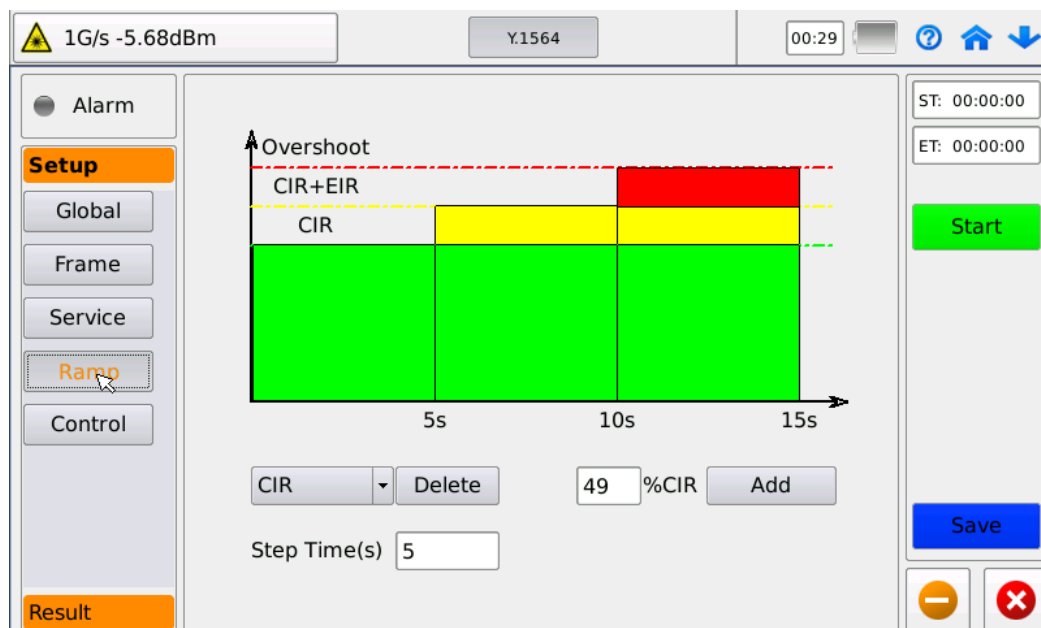 1G/s -5.68dBm
Y.1564
00:29
Alarm
Setup
Global
Frame
Service
Ramp
Control
Result
Overshoot
CIR+EIR
CIR
5s 10s 15s
CIR Delete 49 %CIR Add
Step Time(s) 5
ST: 00:00:00
ET: 00:00:00
Start
Save